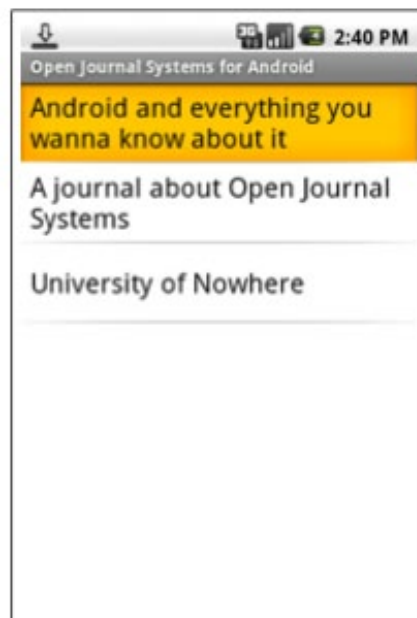 2:40 PM
Open Journal Systems for Android
Android and everything you
wanna know about it
A journal about Open Journal
Systems
University of Nowhere